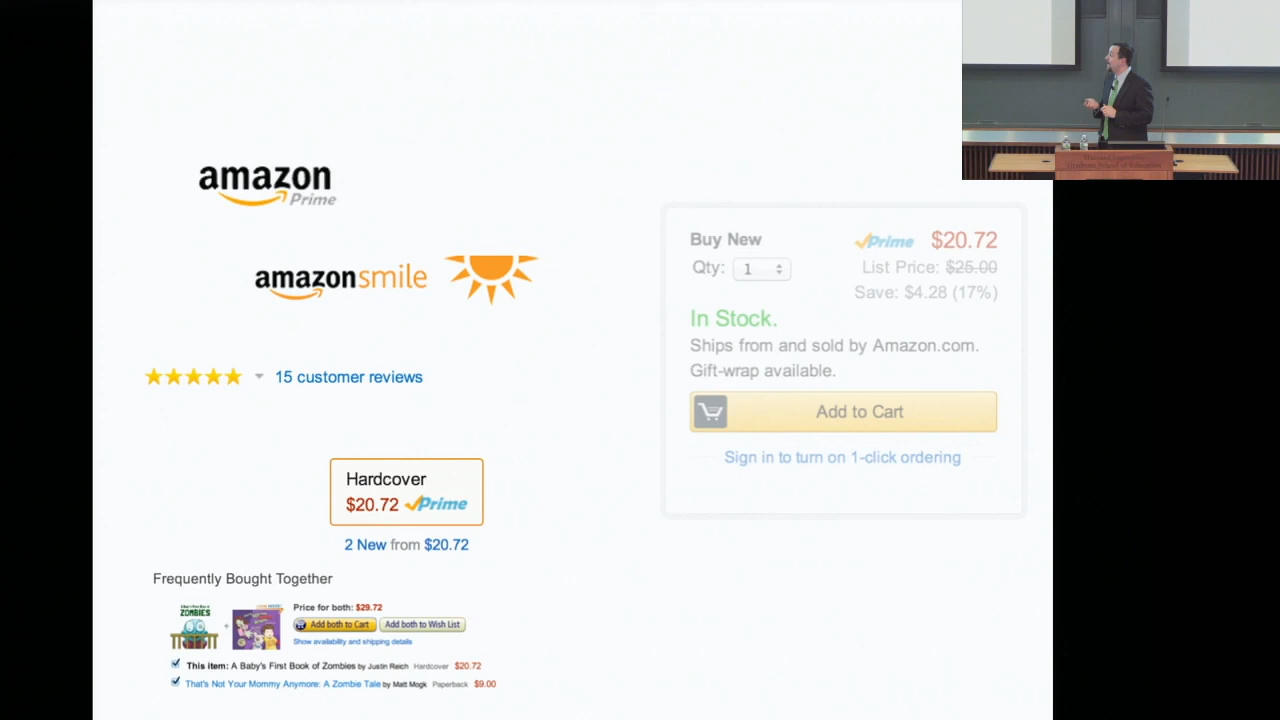 amazon
Prime
amazonsmile
15 customer reviews
Hardcover
$20.72 Prime
2 New from $20.72
Frequently Bought Together
ZOMBIES
Price for both: $29.72
Add both to Cart Add both to Wish List
Show availability and shipping details
This item: A Baby's First Book of Zombies by Justin Reich Hardcover $20.72
That's Not Your Mommy Anymore: A Zombie Tale by Matt Mogk Paperback $9.00
Buy New Prime $20.72
Qty: 1 List Price: $25.00
Save: $4.28 (17%)
In Stock.
Ships from and sold by Amazon.com.
Gift-wrap available.
Add to Cart
Sign in to turn on 1-click ordering
Graduate School of Education